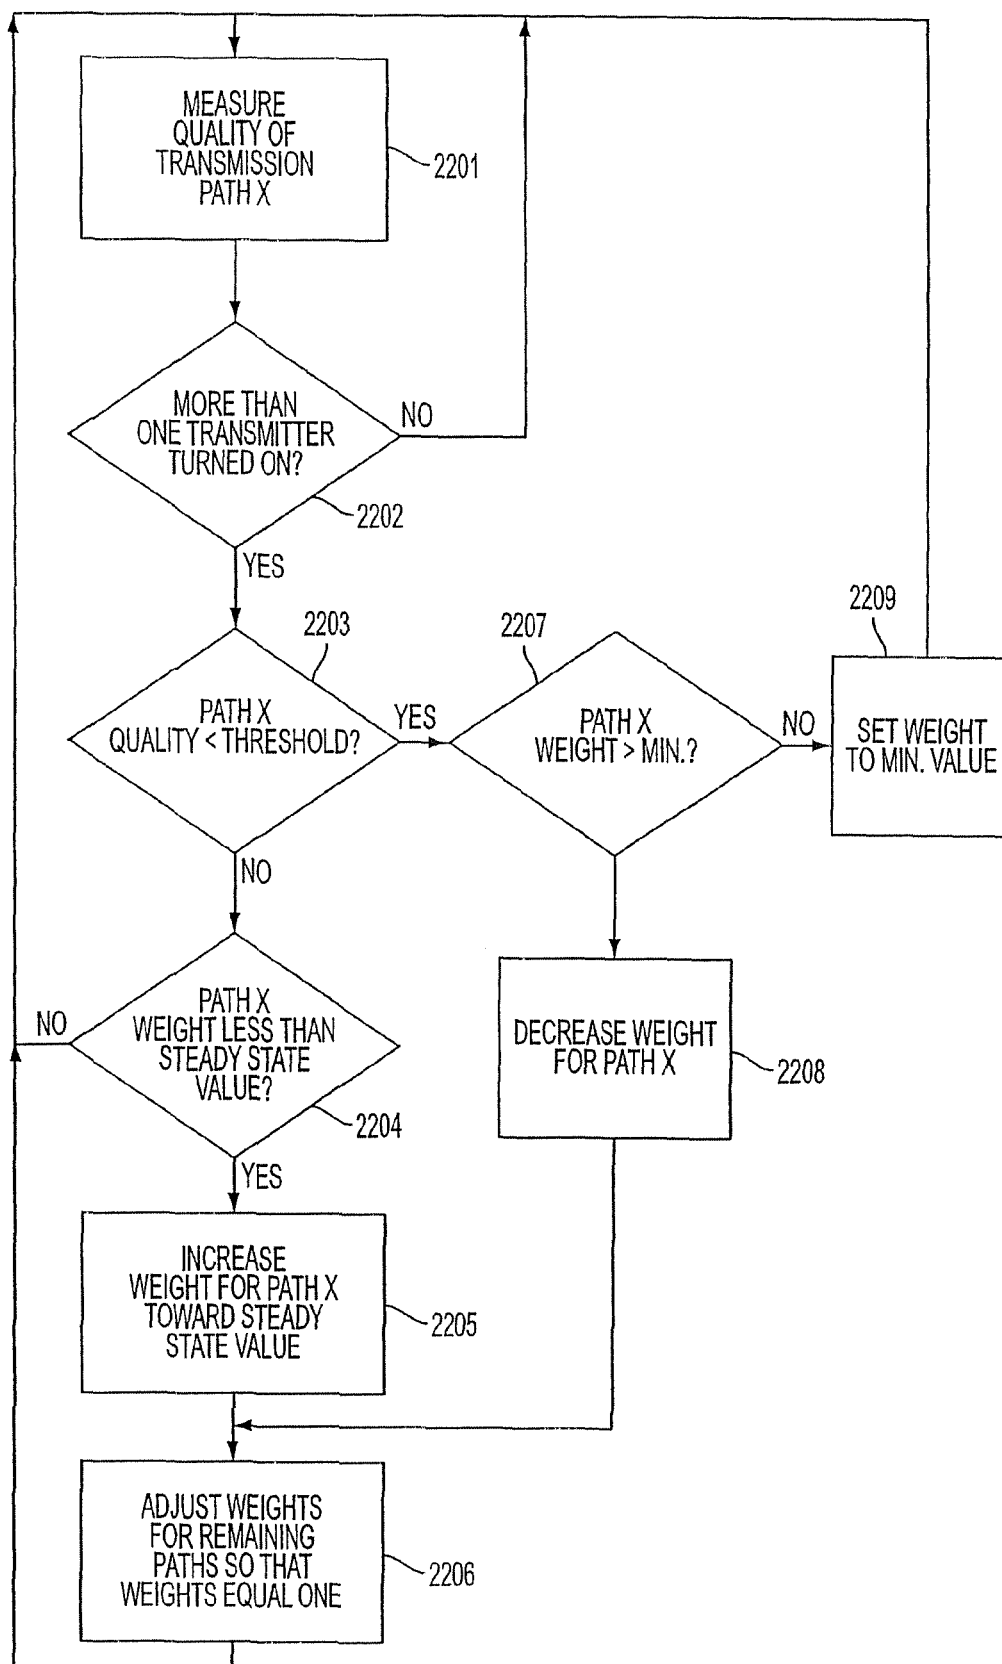 MEASURE
QUALITY OF
TRANSMISSION
PATH X
2201
MORE THAN
ONE TRANSMITTER
TURNED ON?
NO
2202
YES
2203
2207
2209
PATH X
QUALITY < THRESHOLD?
YES
PATH X
WEIGHT > MIN.?
NO
SET WEIGHT
TO MIN. VALUE
NO
PATH X
WEIGHT LESS THAN
STEADY STATE
VALUE?
NO
2204
DECREASE WEIGHT
FOR PATH X
2208
YES
INCREASE
WEIGHT FOR PATH X
TOWARD STEADY
STATE VALUE
2205
ADJUST WEIGHTS
FOR REMAINING
PATHS SO THAT
WEIGHTS EQUAL ONE
2206